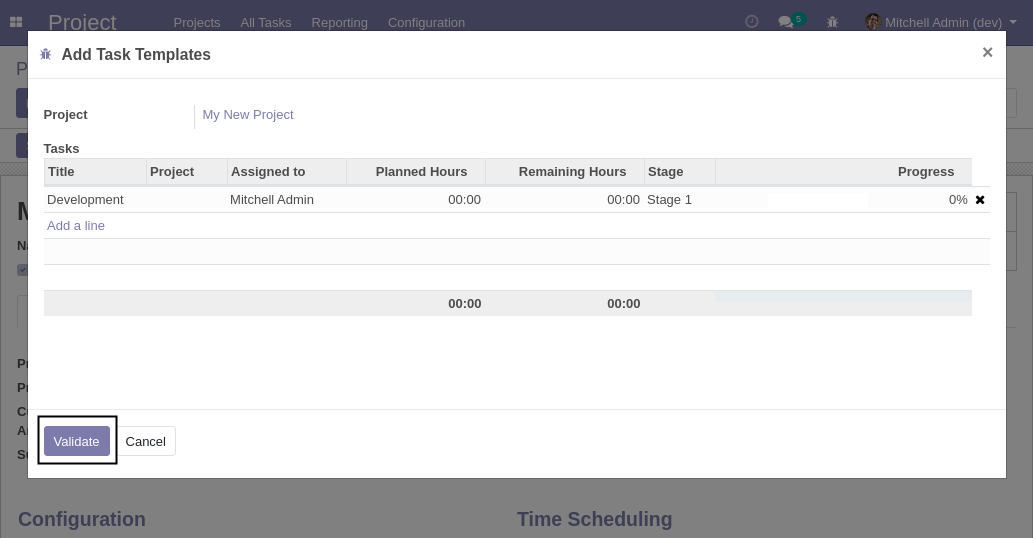 Project Projects All Tasks Reporting Configuration 5 Mitchell Admin (dev)
Add Task Templates ×
Project My New Project
Tasks
Title Project Assigned to Planned Hours Remaining Hours Stage Progress
Development Mitchell Admin 00:00 00:00 Stage 1 0% ✖
Add a line
00:00 00:00
Validate Cancel
Configuration Time Scheduling